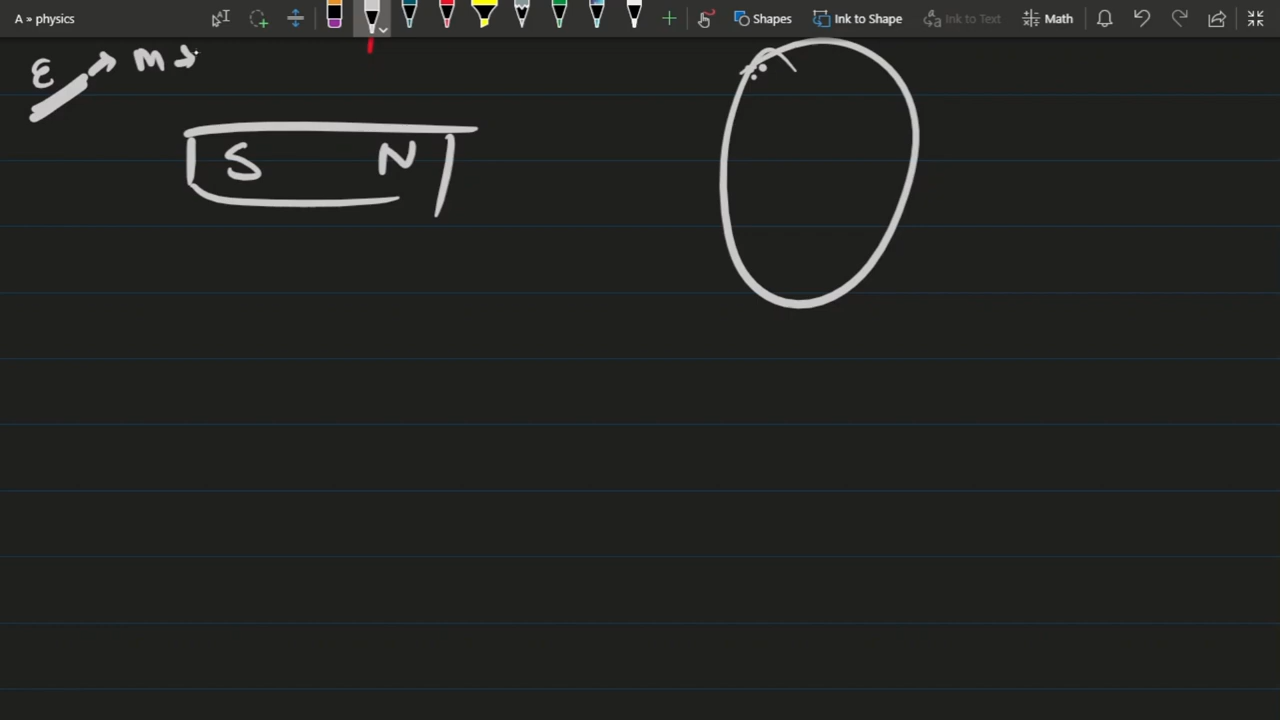 A » physics
Shapes
Ink to Shape
Ink to Text
Math
E → M →
S N